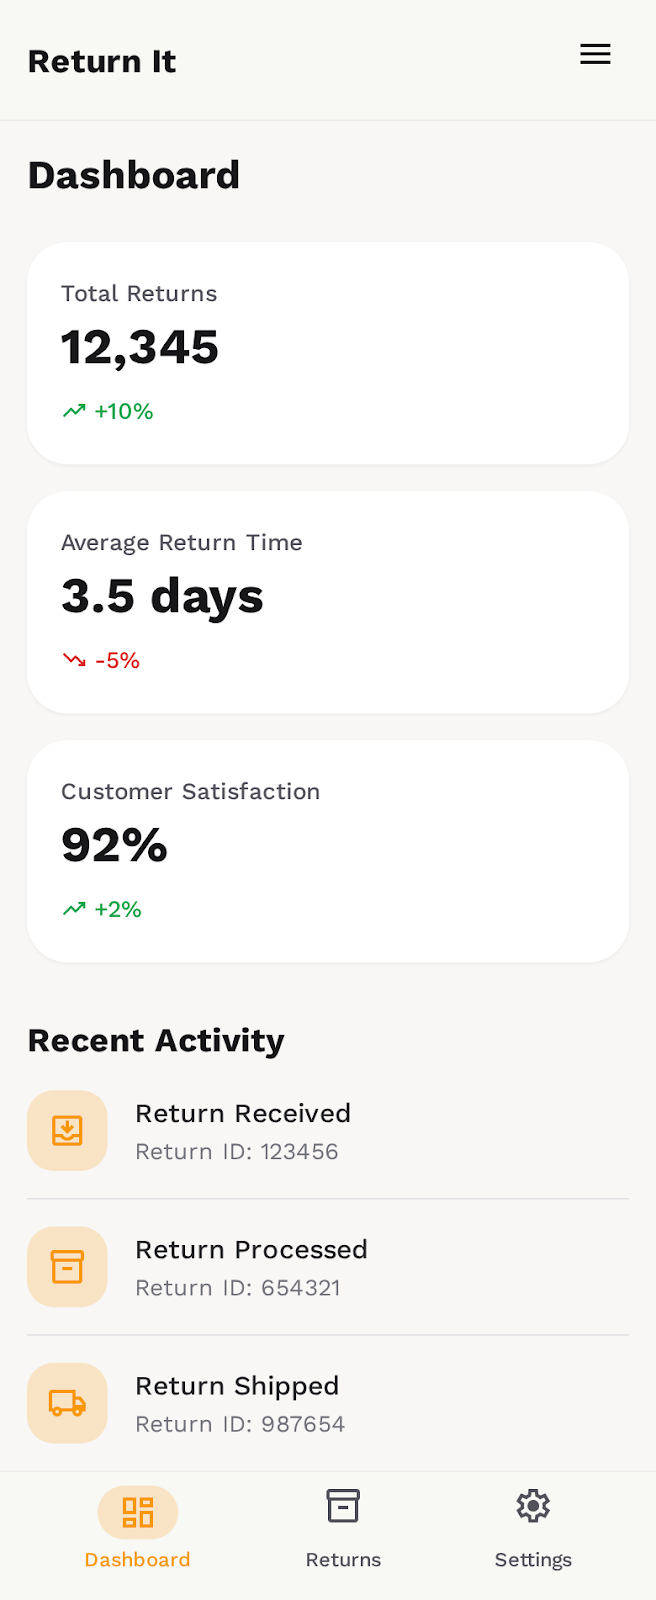 Return It
Dashboard
Total Returns
12,345
+10%
Average Return Time
3.5 days
-5%
Customer Satisfaction
92%
+2%
Recent Activity
Return Received
Return ID: 123456
Return Processed
Return ID: 654321
Return Shipped
Return ID: 987654
Dashboard
Returns
Settings